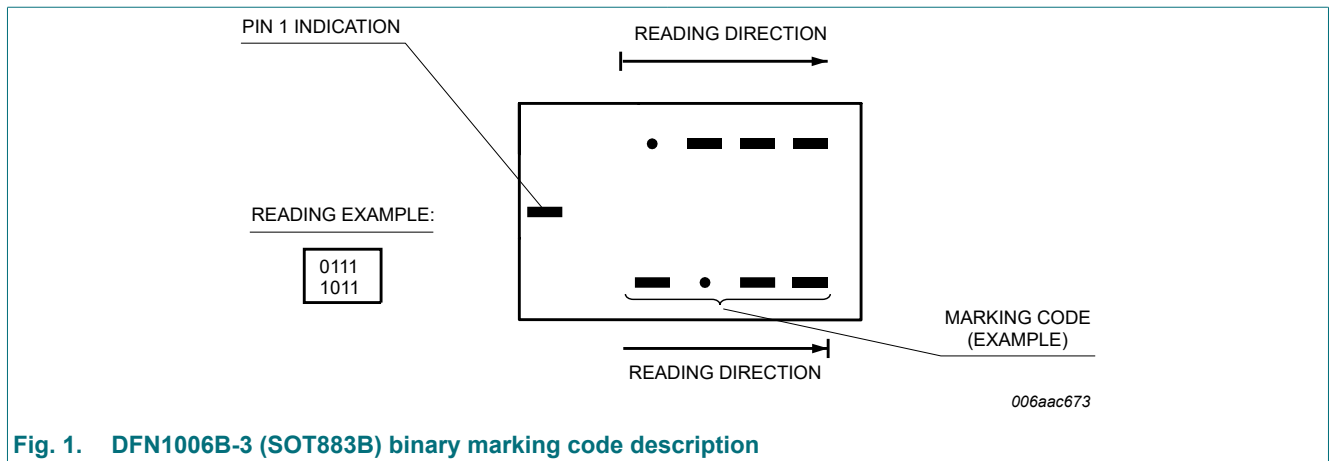 PIN 1 INDICATION
READING DIRECTION
READING EXAMPLE:
0111
1011
MARKING CODE
(EXAMPLE)
READING DIRECTION
006aac673
Fig. 1. DFN1006B-3 (SOT883B) binary marking code description